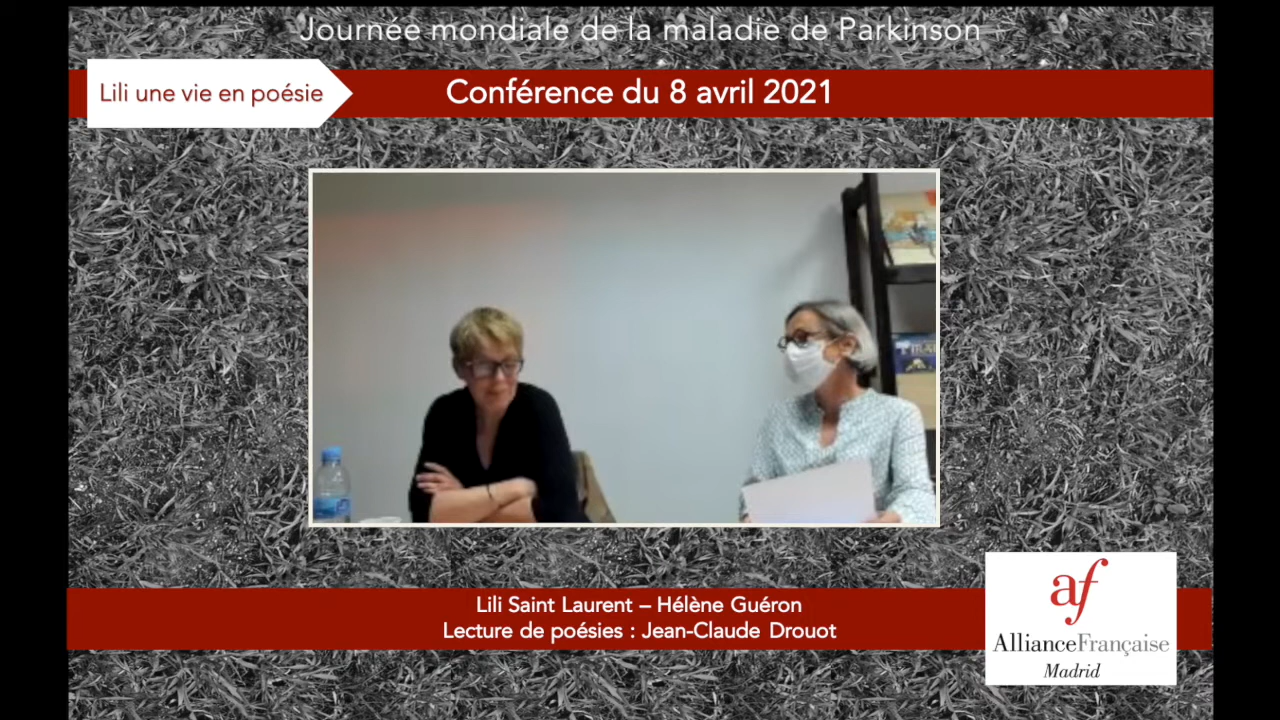 Journée mondiale de la maladie de Parkinson
Lili une vie en poésie
Conférence du 8 avril 2021
Lili Saint Laurent – Hélène Guéron
Lecture de poésies : Jean-Claude Drouot
af
AllianceFrançaise
Madrid